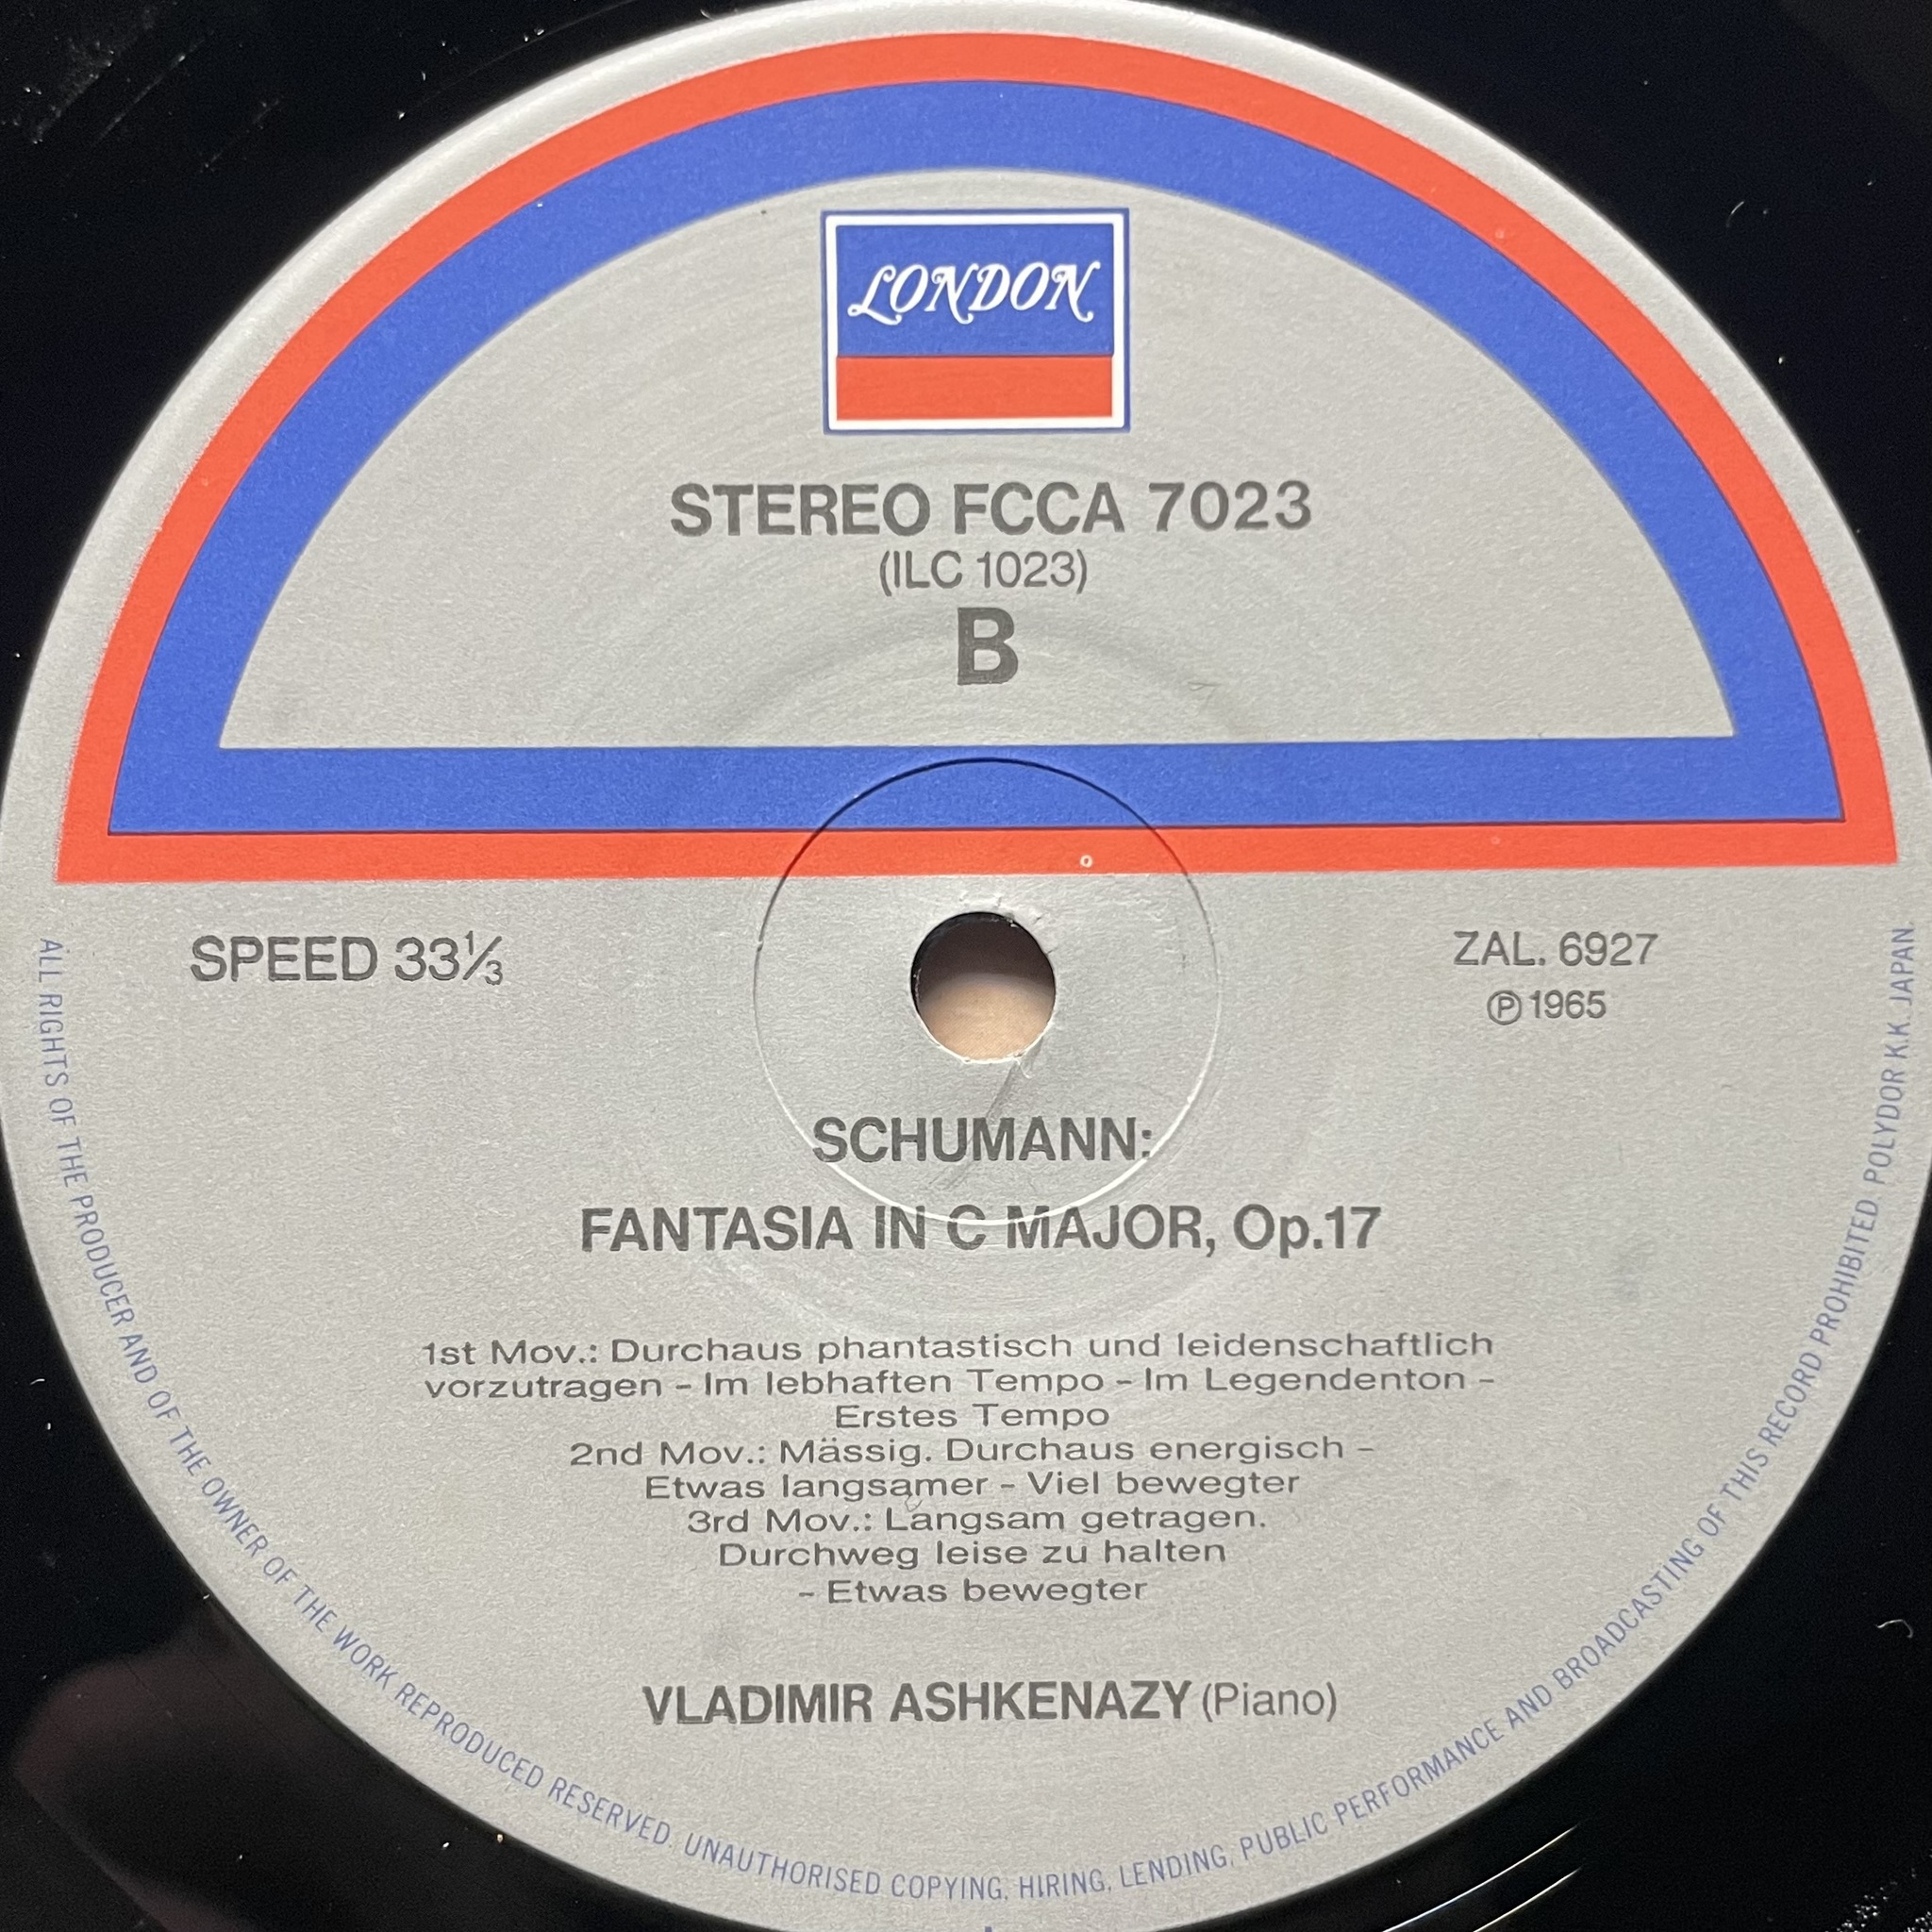 LONDON
STEREO FCCA 7023
(ILC 1023)
B
SPEED 33⅓
ZAL. 6927
℗ 1965
SCHUMANN:
FANTASIA IN C MAJOR, Op.17
1st Mov.: Durchaus phantastisch und leidenschaftlich
vorzutragen – Im lebhaften Tempo – Im Legendenton –
Erstes Tempo
2nd Mov.: Mässig. Durchaus energisch –
Etwas langsamer – Viel bewegter
3rd Mov.: Langsam getragen.
Durchweg leise zu halten
– Etwas bewegter
VLADIMIR ASHKENAZY (Piano)
ALL RIGHTS OF THE PRODUCER AND OF THE OWNER OF THE WORK REPRODUCED RESERVED. UNAUTHORISED COPYING, HIRING, LENDING, PUBLIC PERFORMANCE AND BROADCASTING OF THIS RECORD PROHIBITED. POLYDOR K.K. JAPAN.